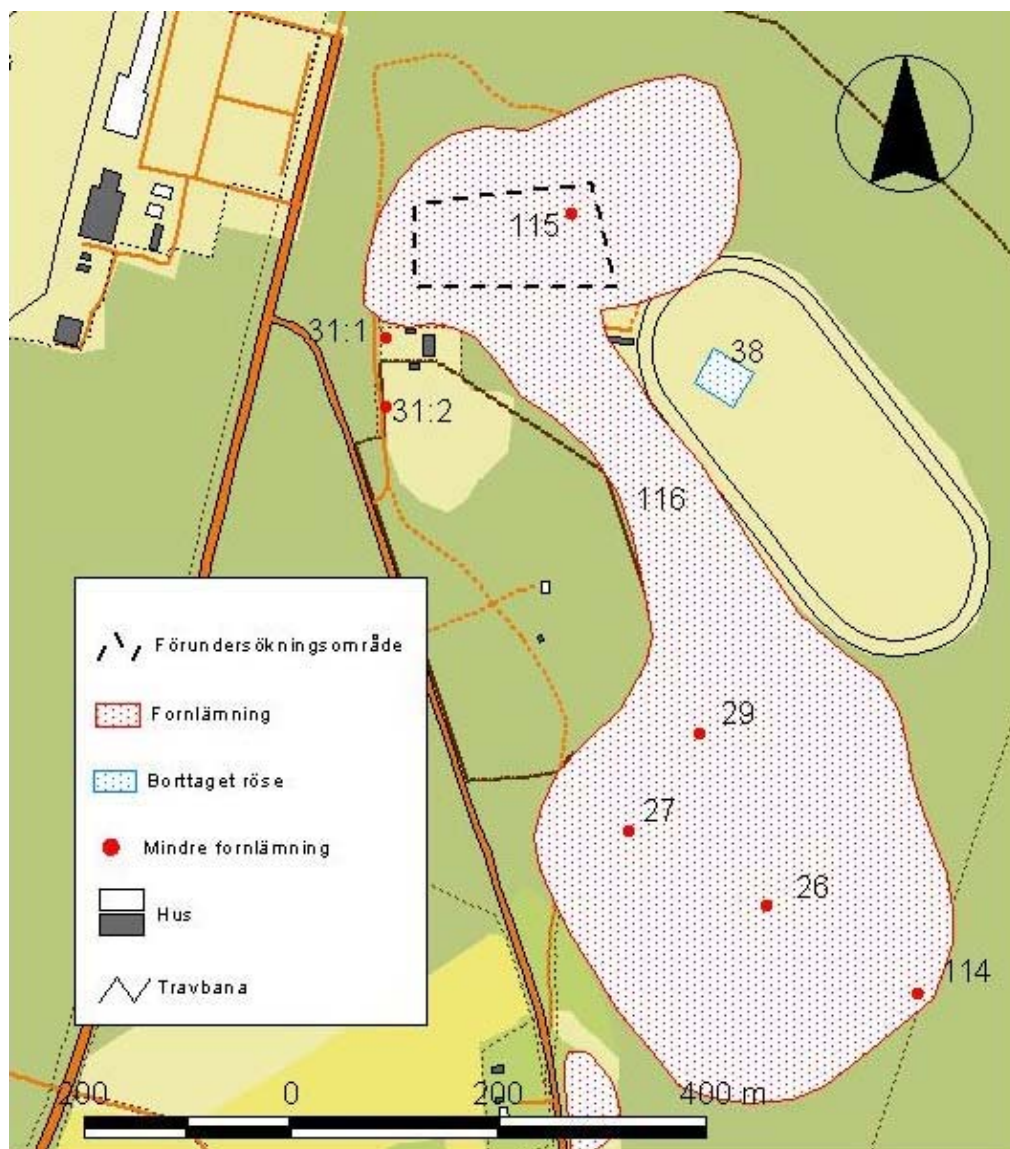 115
31:1
38
31:2
116
Förundersökningsområde
Fornlämning
29
Borttaget röse
27
Mindre fornlämning
26
Hus
114
Travbana
200 0 200 400 m